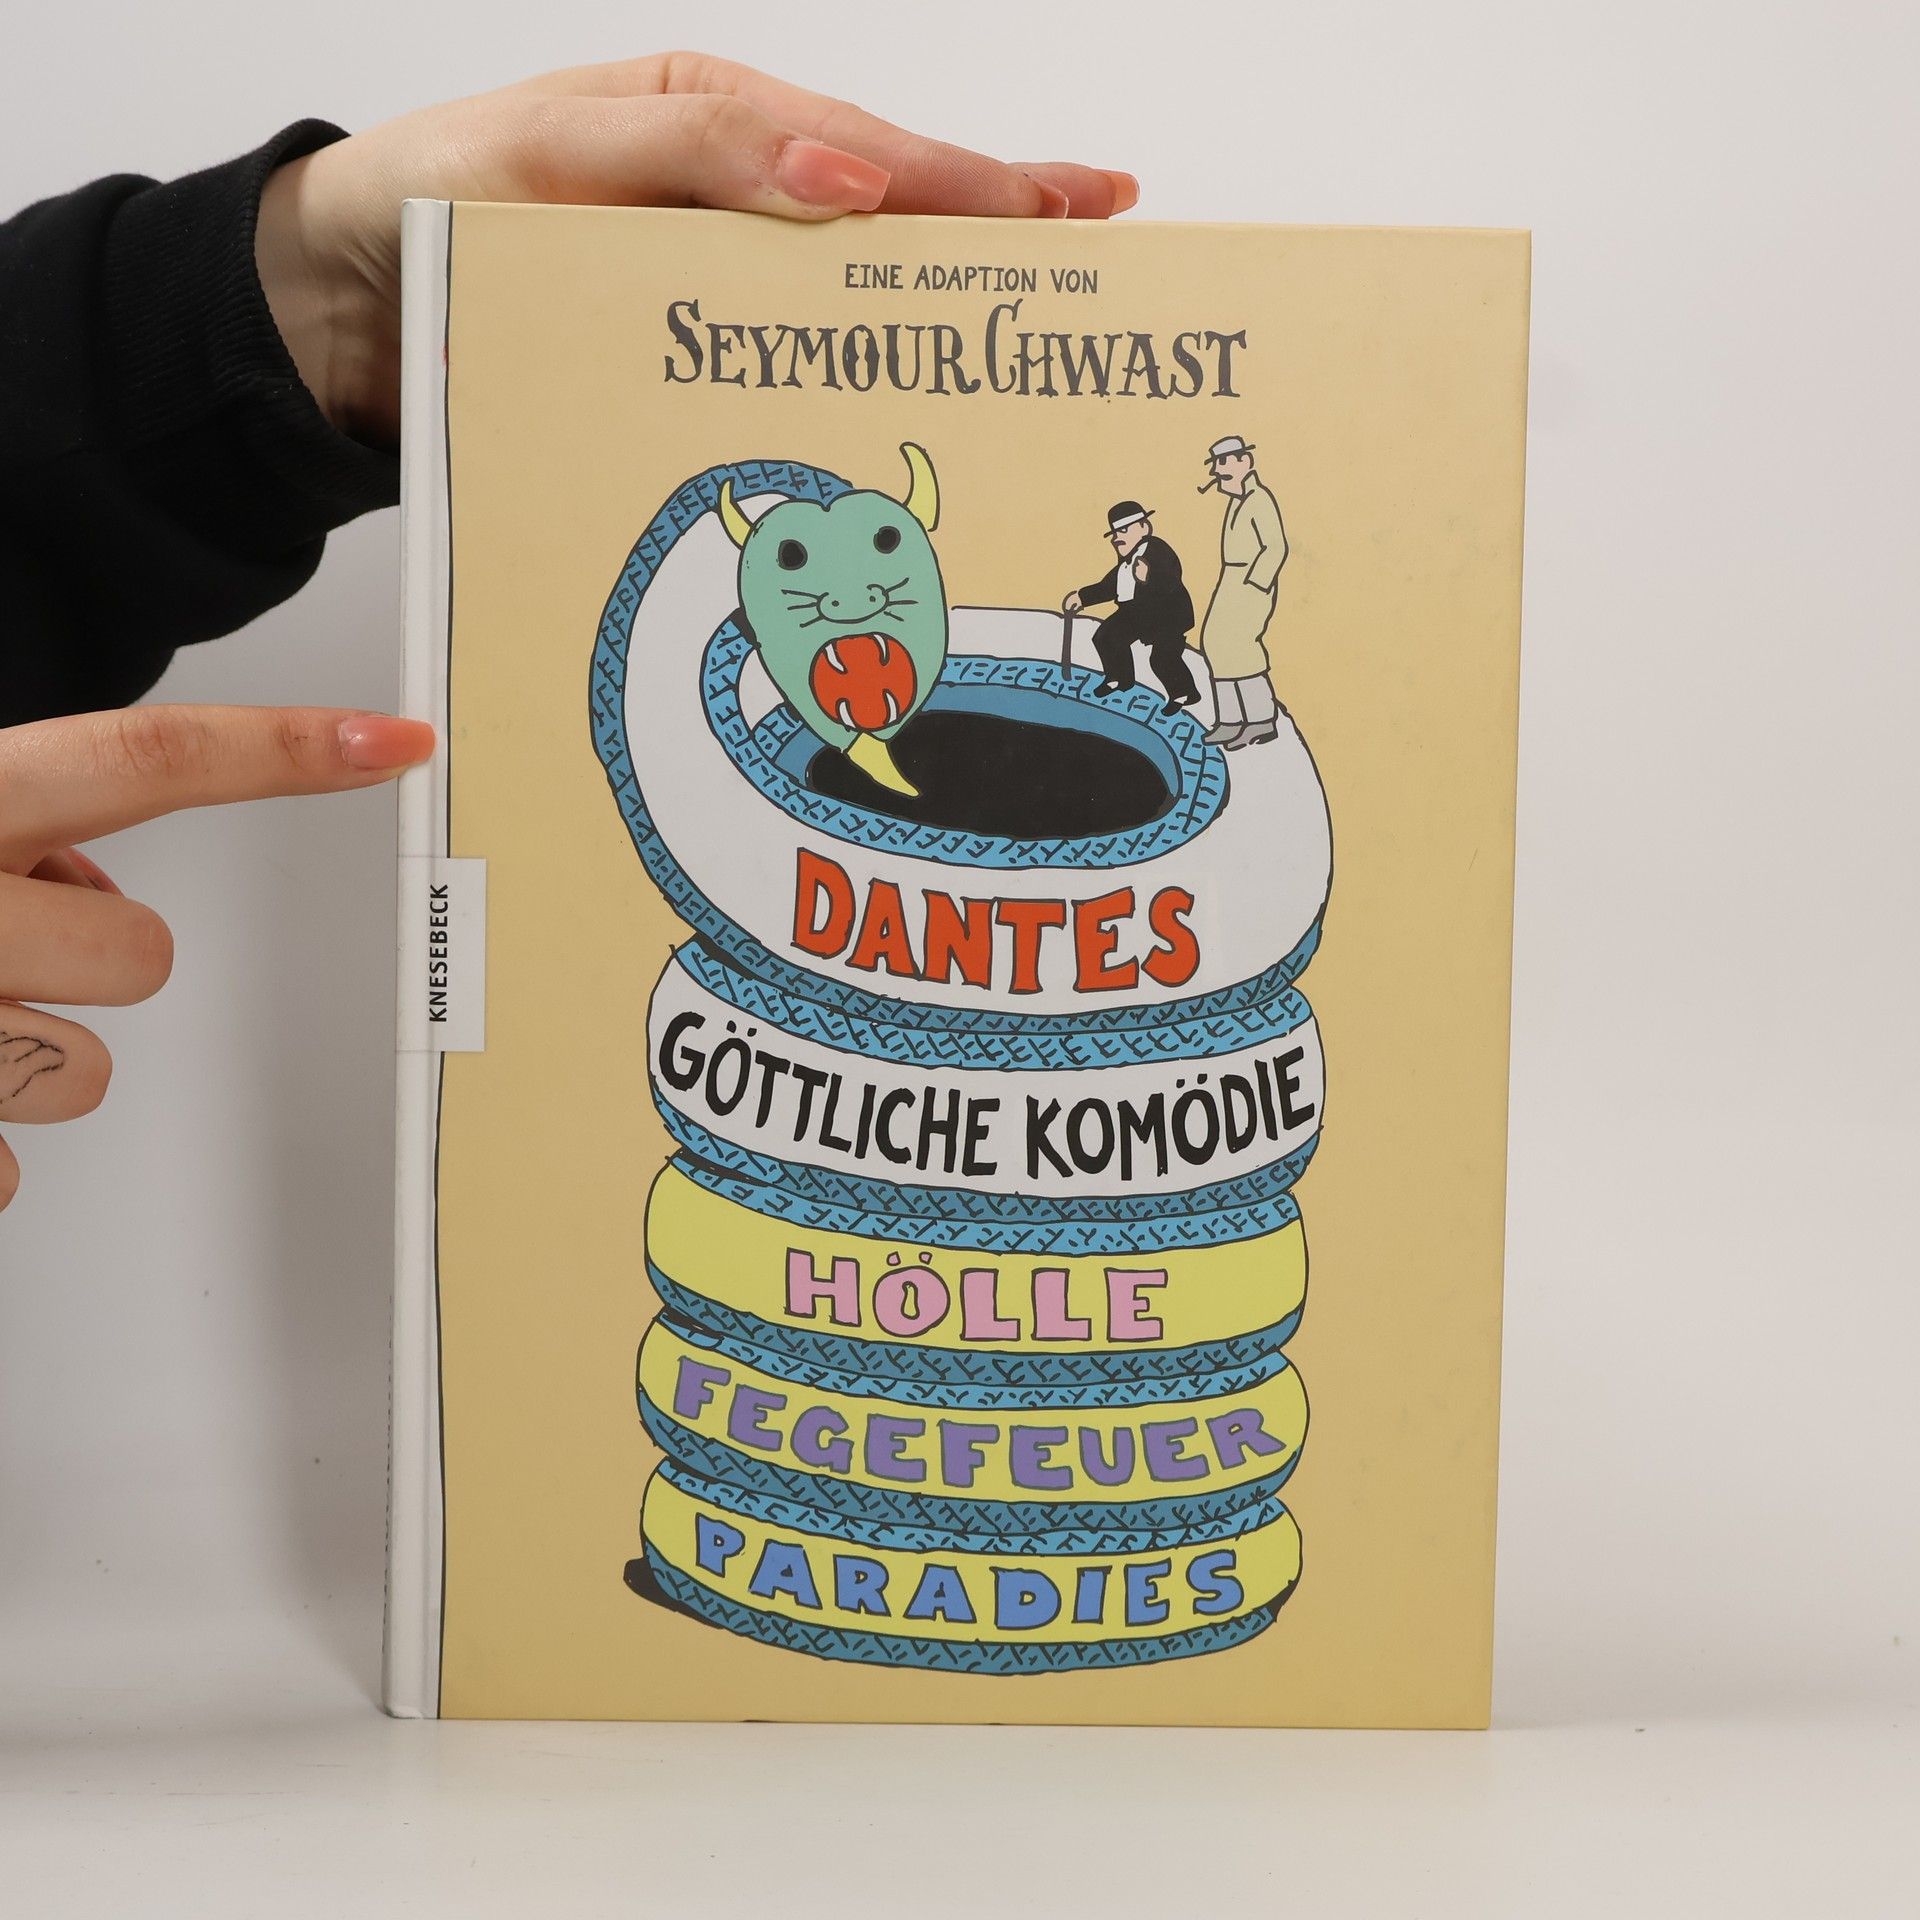 EINE ADAPTION VON
SEYMOUR CHWAST
DANTES
GÖTTLICHE KOMÖDIE
HÖLLE
FEGEFEUER
PARADIES
KNESEBECK